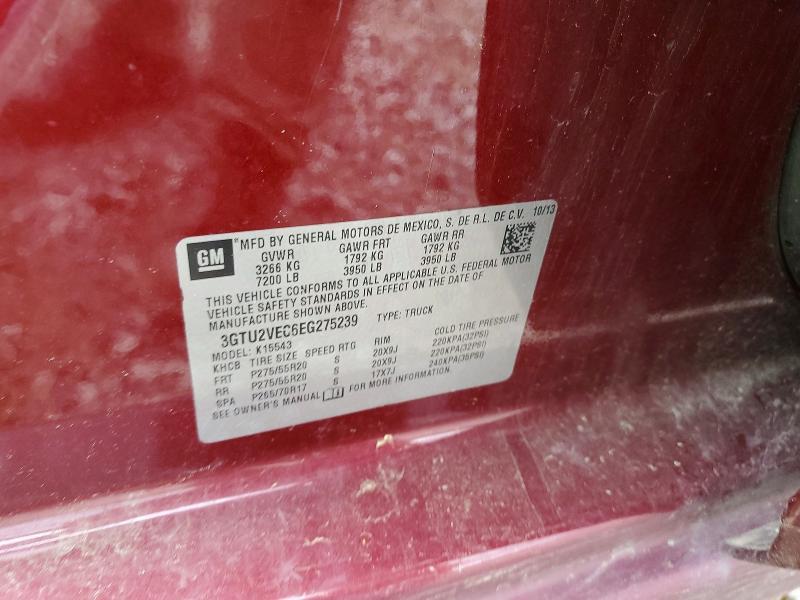 GM
®MFD BY GENERAL MOTORS DE MEXICO, S. DE R.L. DE C.V. 10/13
GVWR GAWR FRT GAWR RR
3266 KG 1792 KG 1792 KG
7200 LB 3950 LB 3950 LB
THIS VEHICLE CONFORMS TO ALL APPLICABLE U.S. FEDERAL MOTOR
VEHICLE SAFETY STANDARDS IN EFFECT ON THE DATE OF
MANUFACTURE SHOWN ABOVE.
3GTU2VEC6EG275239 TYPE: TRUCK
MODEL: K15543
KHCB TIRE SIZE SPEED RTG RIM COLD TIRE PRESSURE
FRT P275/55R20 S 20X9J 220KPA(32PSI)
RR P275/55R20 S 20X9J 220KPA(32PSI)
SPA P265/70R17 S 17X7J 240KPA(35PSI)
SEE OWNER'S MANUAL FOR MORE INFORMATION.